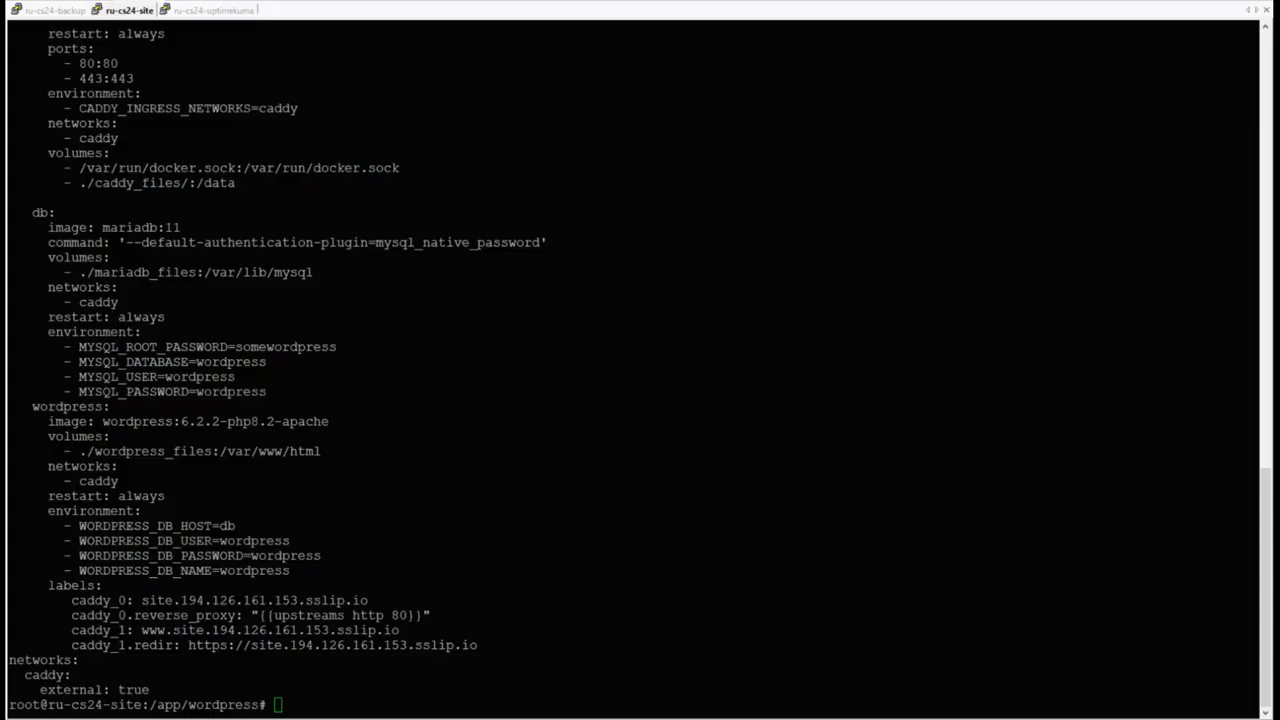 ru-cs24-backup ru-cs24-site ru-cs24-uptimekuma
restart: always
ports:
- 80:80
- 443:443
environment:
- CADDY_INGRESS_NETWORKS=caddy
networks:
- caddy
volumes:
- /var/run/docker.sock:/var/run/docker.sock
- ./caddy_files/:/data
db:
image: mariadb:11
command: '--default-authentication-plugin=mysql_native_password'
volumes:
- ./mariadb_files:/var/lib/mysql
networks:
- caddy
restart: always
environment:
- MYSQL_ROOT_PASSWORD=somewordpress
- MYSQL_DATABASE=wordpress
- MYSQL_USER=wordpress
- MYSQL_PASSWORD=wordpress
wordpress:
image: wordpress:6.2.2-php8.2-apache
volumes:
- ./wordpress_files:/var/www/html
networks:
- caddy
restart: always
environment:
- WORDPRESS_DB_HOST=db
- WORDPRESS_DB_USER=wordpress
- WORDPRESS_DB_PASSWORD=wordpress
- WORDPRESS_DB_NAME=wordpress
labels:
caddy_0: site.194.126.161.153.sslip.io
caddy_0.reverse_proxy: "{{upstreams http 80}}"
caddy_1: www.site.194.126.161.153.sslip.io
caddy_1.redir: https://site.194.126.161.153.sslip.io
networks:
caddy:
external: true
root@ru-cs24-site:/app/wordpress#